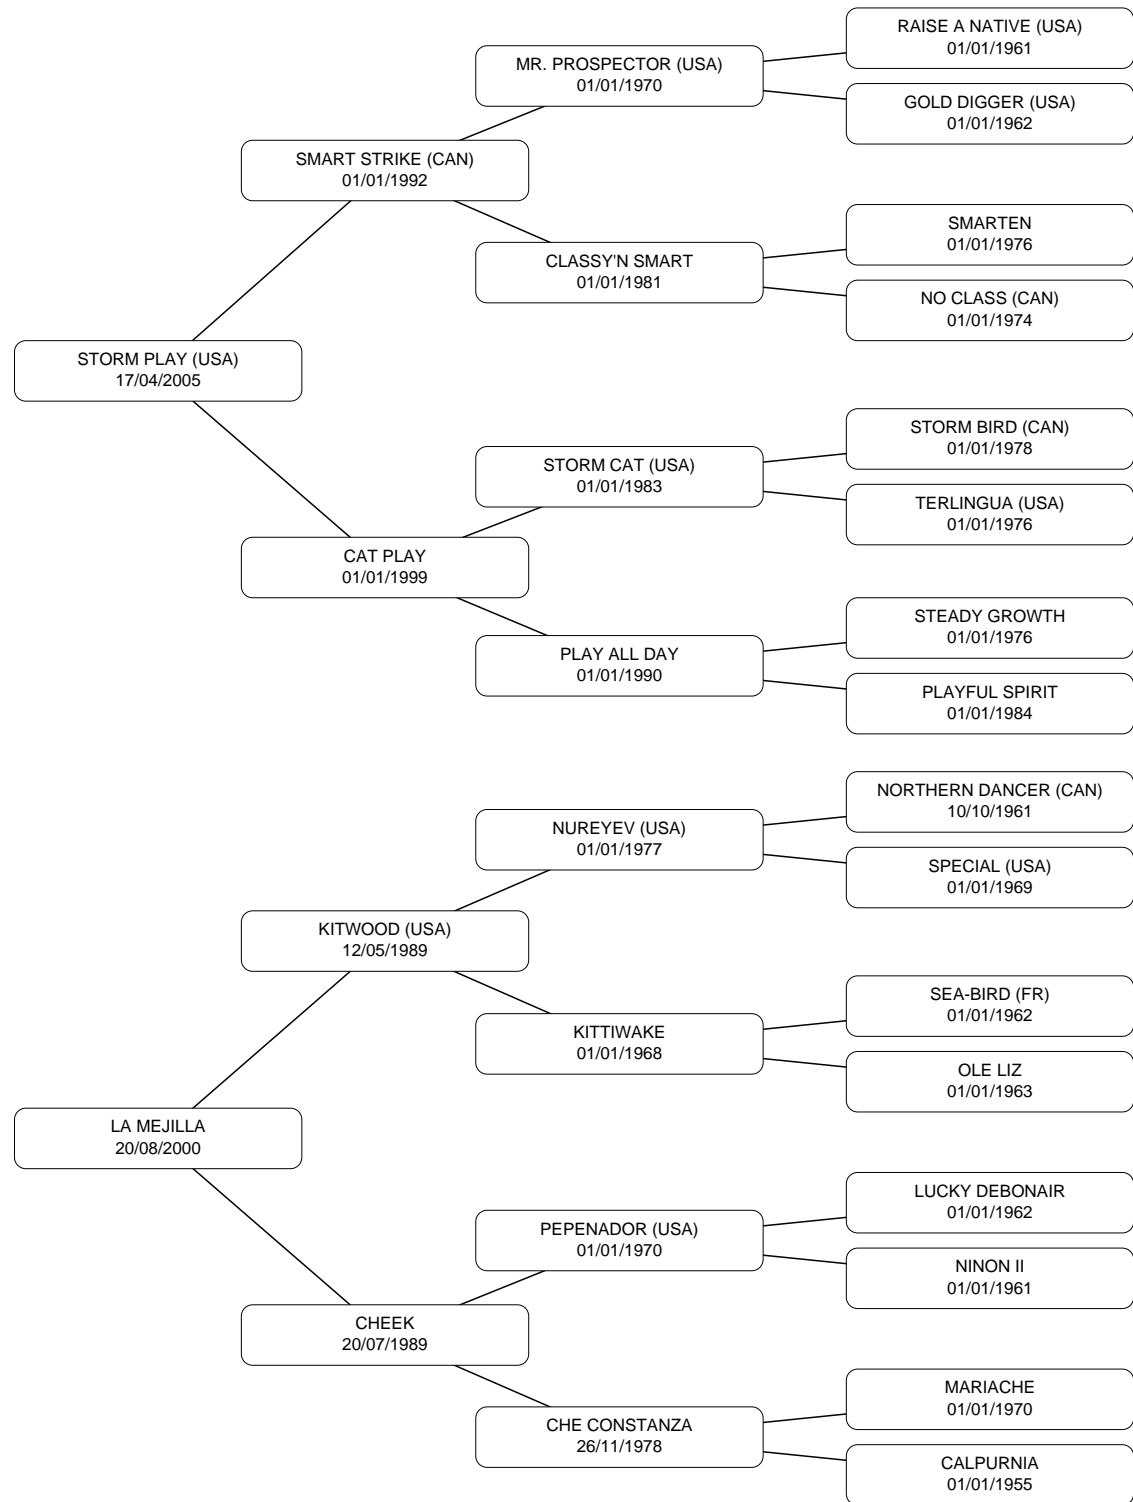 RAISE A NATIVE (USA)
01/01/1961
MR. PROSPECTOR (USA)
01/01/1970
GOLD DIGGER (USA)
01/01/1962
SMART STRIKE (CAN)
01/01/1992
SMARTEN
01/01/1976
CLASSY'N SMART
01/01/1981
NO CLASS (CAN)
01/01/1974
STORM PLAY (USA)
17/04/2005
STORM BIRD (CAN)
01/01/1978
STORM CAT (USA)
01/01/1983
TERLINGUA (USA)
01/01/1976
CAT PLAY
01/01/1999
STEADY GROWTH
01/01/1976
PLAY ALL DAY
01/01/1990
PLAYFUL SPIRIT
01/01/1984
NORTHERN DANCER (CAN)
10/10/1961
NUREYEV (USA)
01/01/1977
SPECIAL (USA)
01/01/1969
KITWOOD (USA)
12/05/1989
SEA-BIRD (FR)
01/01/1962
KITTIWAKE
01/01/1968
OLE LIZ
01/01/1963
LA MEJILLA
20/08/2000
LUCKY DEBONAIR
01/01/1962
PEPENADOR (USA)
01/01/1970
NINON II
01/01/1961
CHEEK
20/07/1989
MARIACHE
01/01/1970
CHE CONSTANZA
26/11/1978
CALPURNIA
01/01/1955